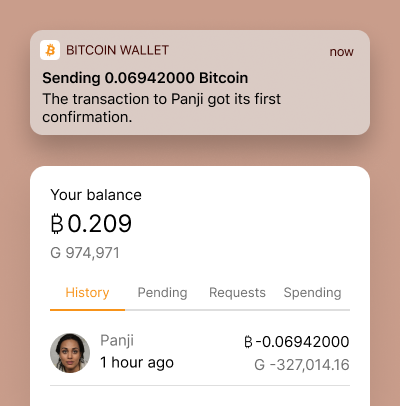 BITCOIN WALLET now
Sending 0.06942000 Bitcoin
The transaction to Panji got its first
confirmation.
Your balance
₿ 0.209
G 974,971
History Pending Requests Spending
Panji ₿ -0.06942000
1 hour ago G -327,014.16